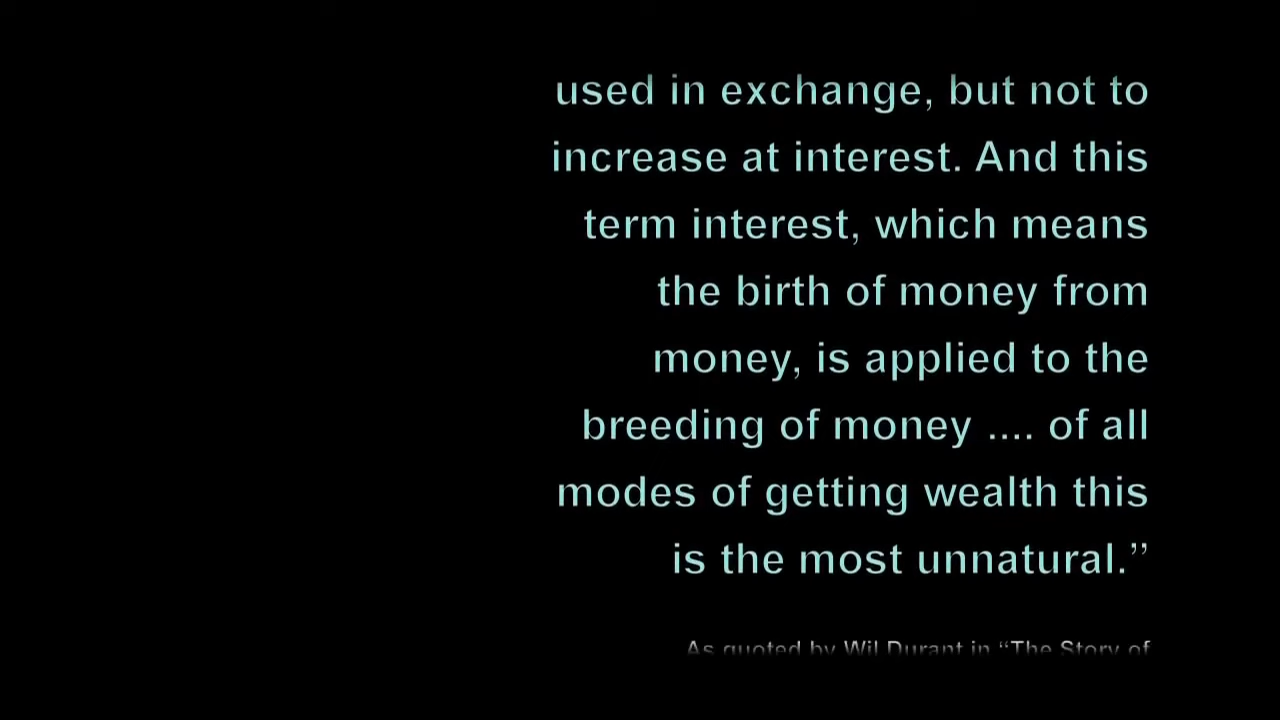 used in exchange, but not to
increase at interest. And this
term interest, which means
the birth of money from
money, is applied to the
breeding of money .... of all
modes of getting wealth this
is the most unnatural.”
As quoted by Wil Durant in “The Story of